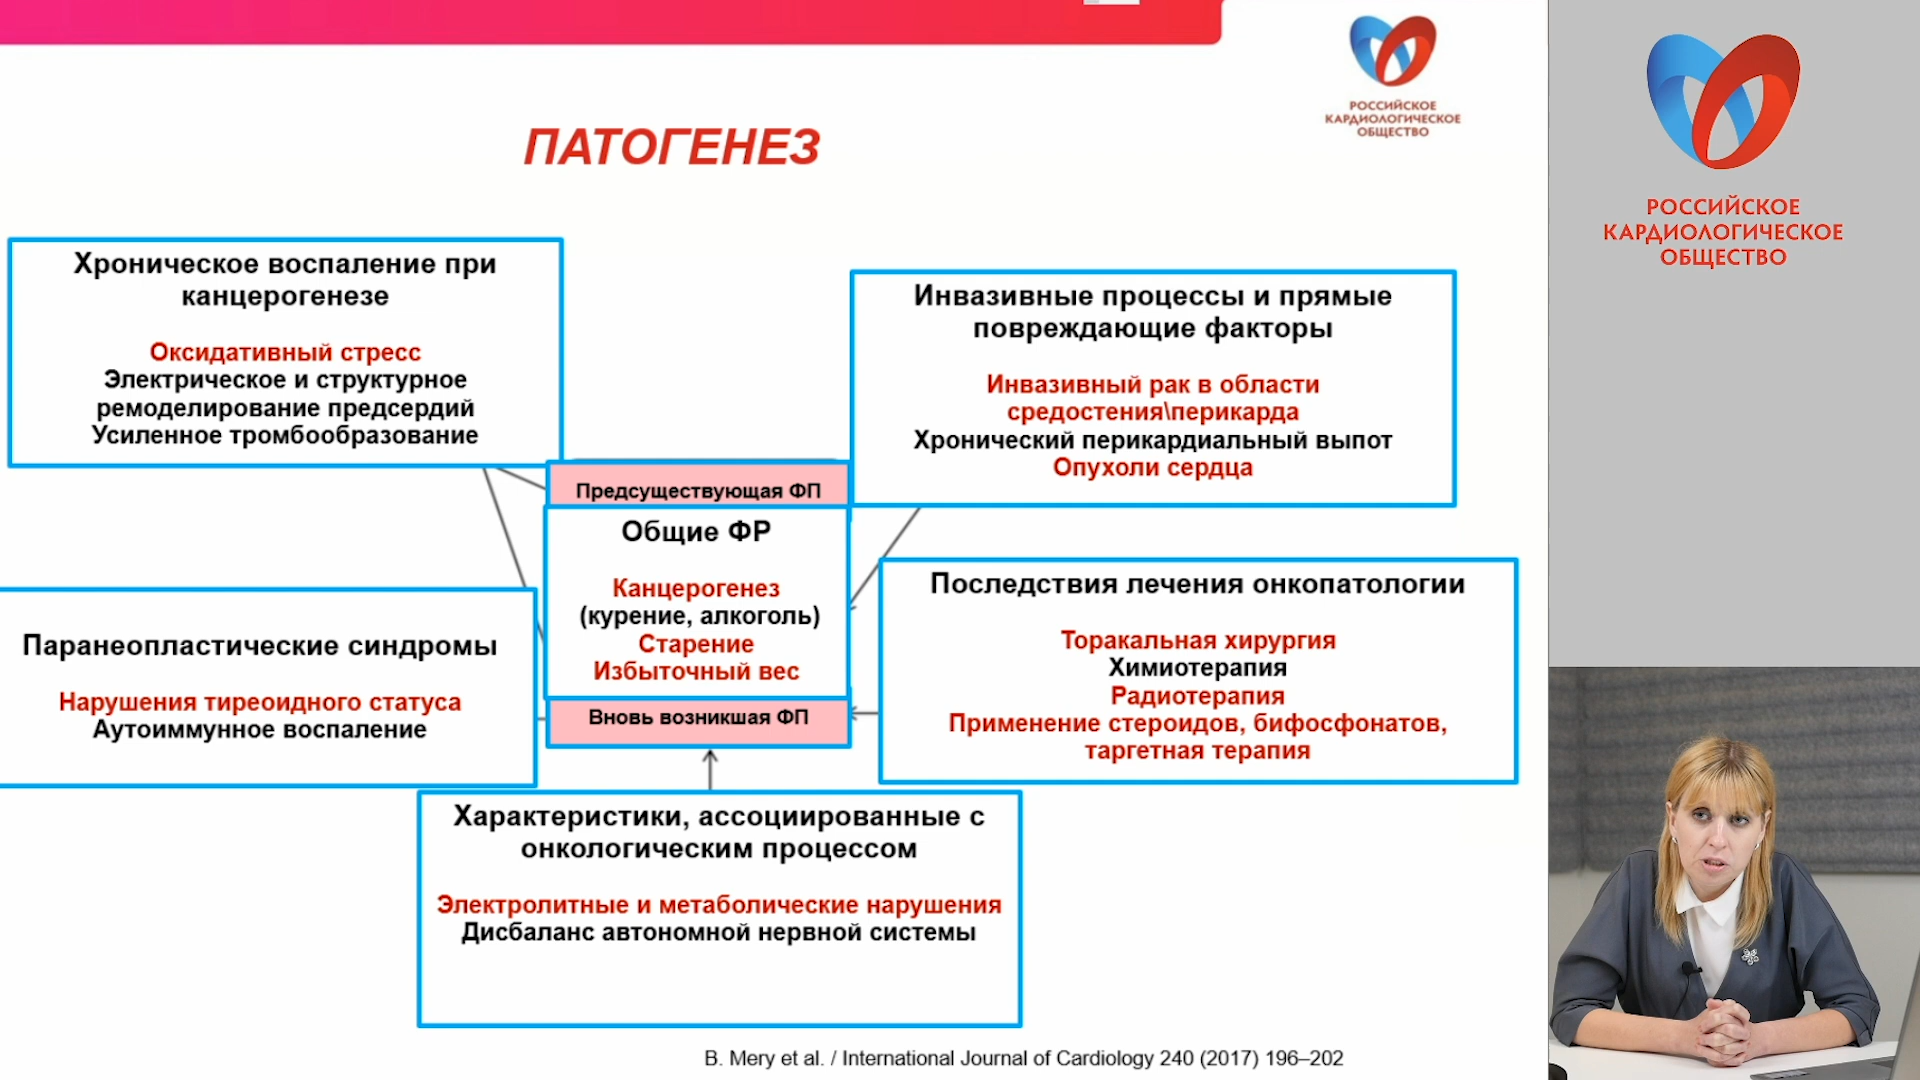 РОССИЙСКОЕ
КАРДИОЛОГИЧЕСКОЕ
ОБЩЕСТВО
ПАТОГЕНЕЗ
Хроническое воспаление при
канцерогенезе
Оксидативный стресс
Электрическое и структурное
ремоделирование предсердий
Усиленное тромбообразование
Инвазивные процессы и прямые
повреждающие факторы
Инвазивный рак в области
средостения\перикарда
Хронический перикардиальный выпот
Опухоли сердца
Предсуществующая ФП
Общие ФР
Канцерогенез
(курение, алкоголь)
Старение
Избыточный вес
Вновь возникшая ФП
Паранеопластические синдромы
Нарушения тиреоидного статуса
Аутоиммунное воспаление
Последствия лечения онкопатологии
Торакальная хирургия
Химиотерапия
Радиотерапия
Применение стероидов, бифосфонатов,
таргетная терапия
Характеристики, ассоциированные с
онкологическим процессом
Электролитные и метаболические нарушения
Дисбаланс автономной нервной системы
B. Mery et al. / International Journal of Cardiology 240 (2017) 196–202
РОССИЙСКОЕ
КАРДИОЛОГИЧЕСКОЕ
ОБЩЕСТВО